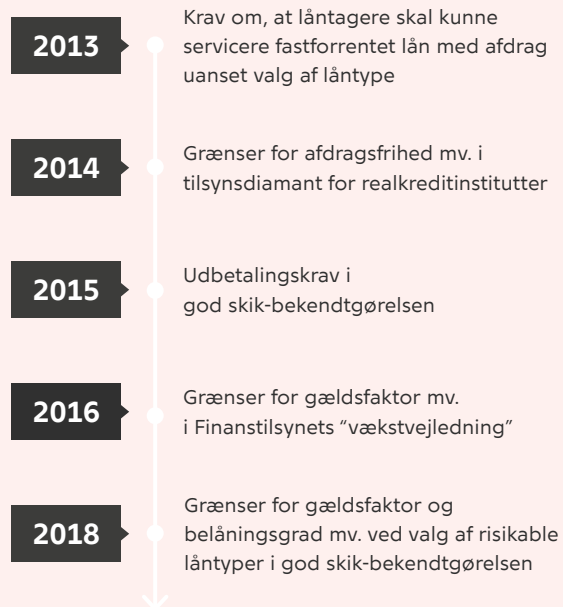 2013
Krav om, at låntagere skal kunne
servicere fastforrentet lån med afdrag
uanset valg af låntype
2014
Grænser for afdragsfrihed mv. i
tilsynsdiamant for realkreditinstitutter
2015
Udbetalingskrav i
god skik-bekendtgørelsen
2016
Grænser for gældsfaktor mv.
i Finanstilsynets “vækstvejledning”
2018
Grænser for gældsfaktor og
belåningsgrad mv. ved valg af risikable
låntyper i god skik-bekendtgørelsen